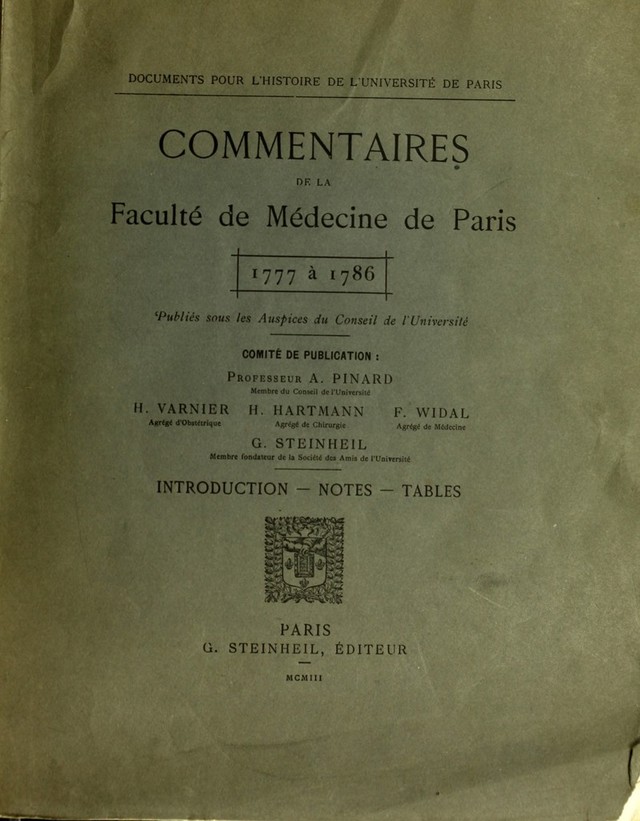 DOCUMENTS POUR L'HISTOIRE DE L'UNIVERSITÉ DE PARIS
COMMENTAIRES
DE LA
Faculté de Médecine de Paris
1777 à 1786
Publiés sous les Auspices du Conseil de l'Université
COMITÉ DE PUBLICATION :
PROFESSEUR A. PINARD
Membre du Conseil de l'Université
H. VARNIER H. HARTMANN F. WIDAL
Agrégé d'Obstétrique Agrégé de Chirurgie Agrégé de Médecine
G. STEINHEIL
Membre fondateur de la Société des Amis de l'Université
INTRODUCTION — NOTES — TABLES
PARIS
G. STEINHEIL, ÉDITEUR
MCMIII